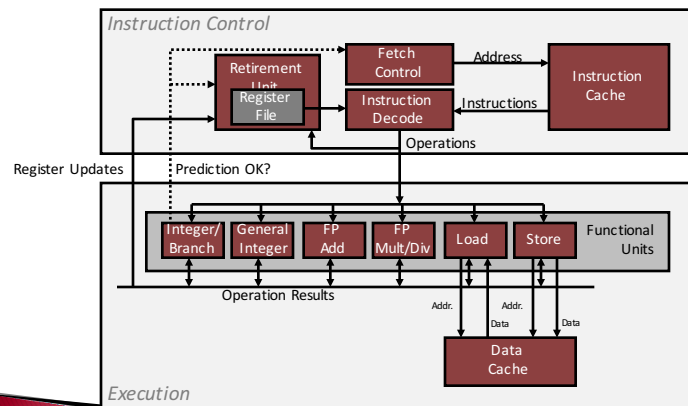 Instruction Control
Fetch
Control
Address
Instruction
Cache
Retirement
Unit
Register
File
Instruction
Decode
Instructions
Operations
Register Updates
Prediction OK?
Integer/
Branch
General
Integer
FP
Add
FP
Mult/Div
Load
Store
Functional
Units
Operation Results
Addr.
Data
Addr.
Data
Data
Cache
Execution